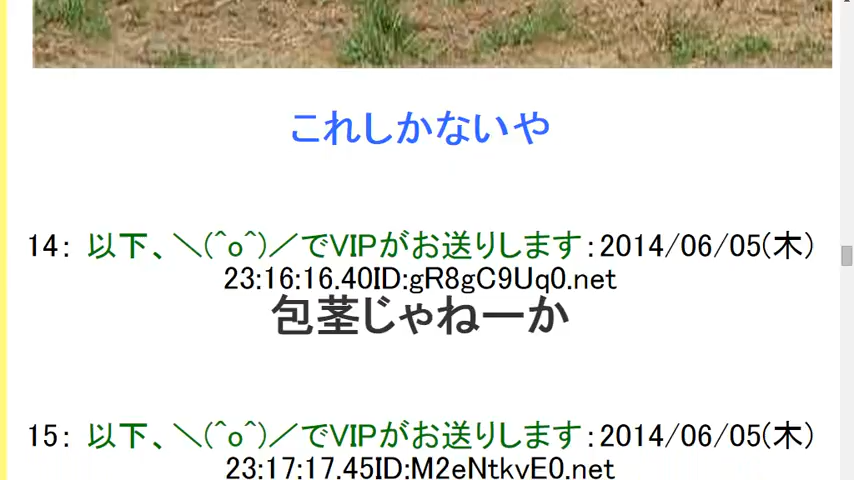 これしかないや
14: 以下、＼(^o^)／でVIPがお送りします:2014/06/05(木)
23:16:16.40ID:gR8gC9Uq0.net
包茎じゃねーか
15: 以下、＼(^o^)／でVIPがお送りします:2014/06/05(木)
23:17:17.45ID:M2eNtkvE0.net